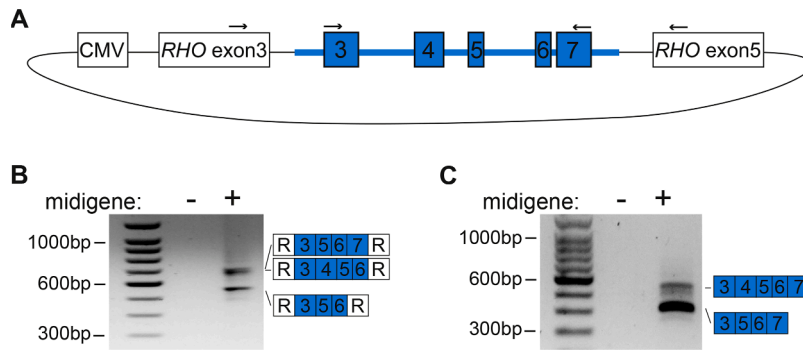 A
CMV RHO exon3 3 4 5 6 7 RHO exon5
B
midigene: - +
1000bp
600bp
300bp
R 3 5 6 7 R
R 3 4 5 6 R
R 3 5 6 R
C
midigene: - +
1000bp
600bp
300bp
3 4 5 6 7
3 5 6 7